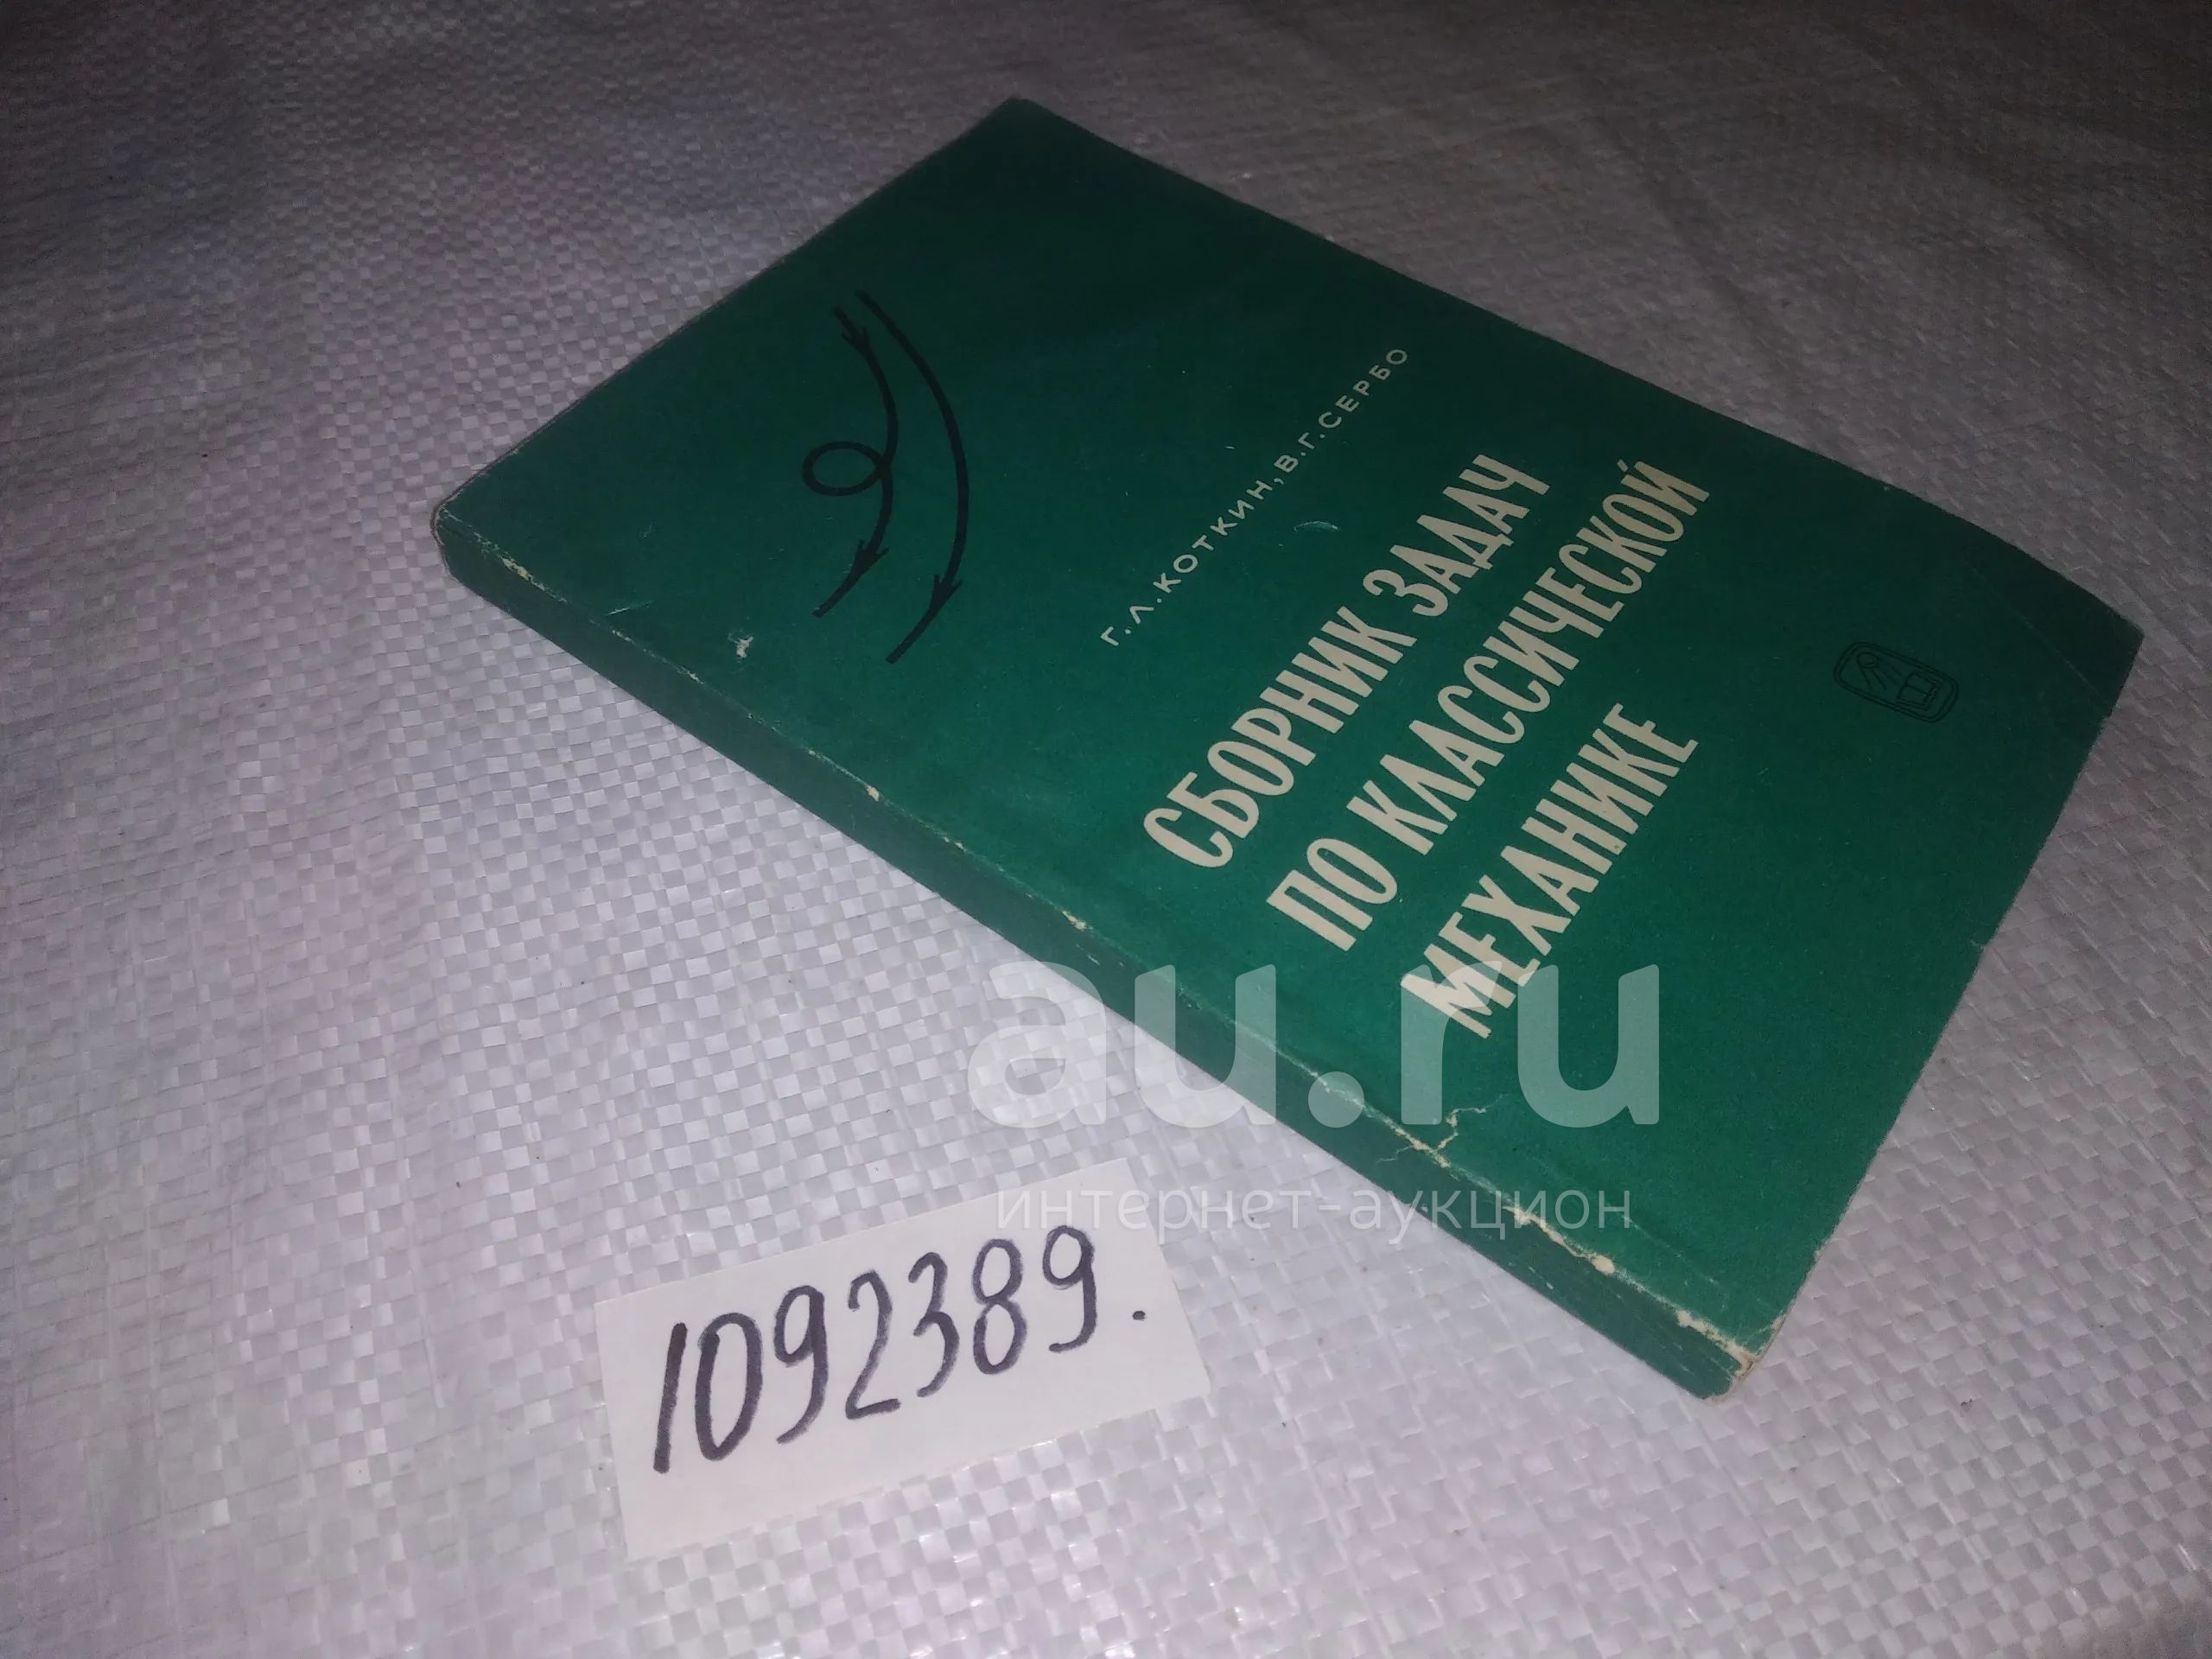 Г.Л.КОТКИН, В.Г.СЕРБО
СБОРНИК ЗАДАЧ
ПО КЛАССИЧЕСКОЙ
МЕХАНИКЕ
au.ru
интернет-аукцион
1092389.